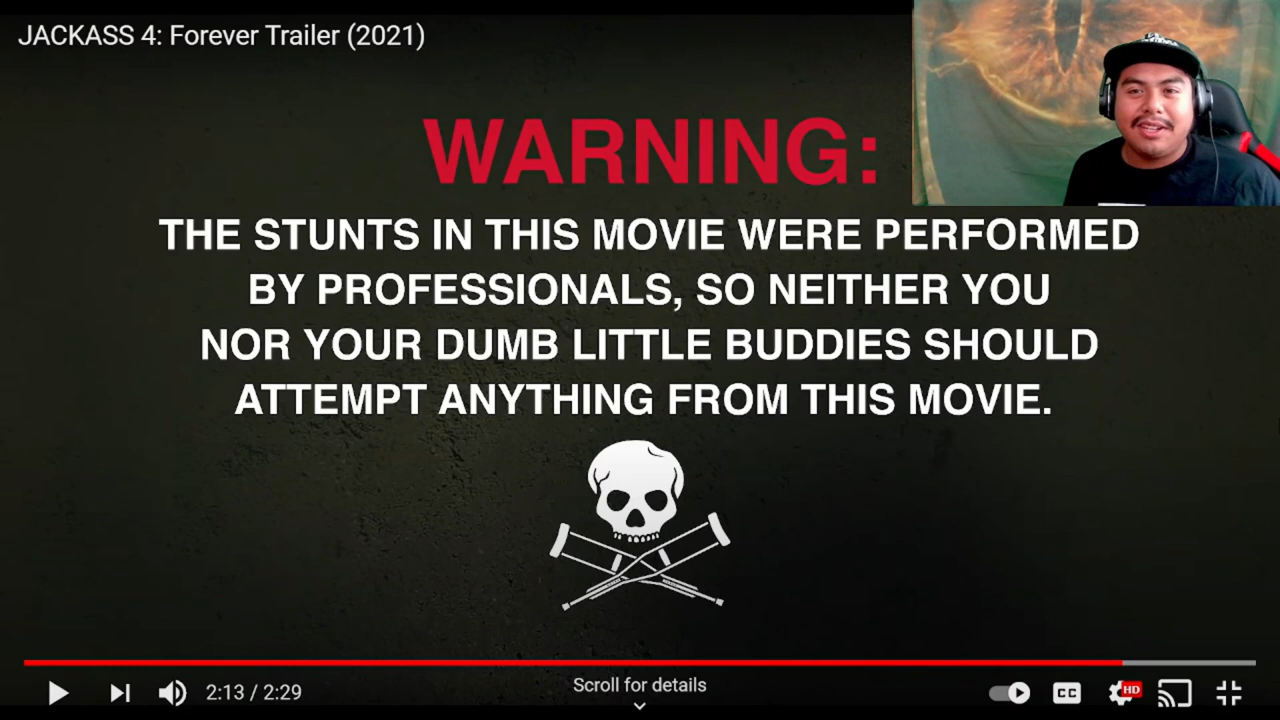 JACKASS 4: Forever Trailer (2021)
WARNING:
THE STUNTS IN THIS MOVIE WERE PERFORMED
BY PROFESSIONALS, SO NEITHER YOU
NOR YOUR DUMB LITTLE BUDDIES SHOULD
ATTEMPT ANYTHING FROM THIS MOVIE.
2:13 / 2:29
Scroll for details
CC
HD